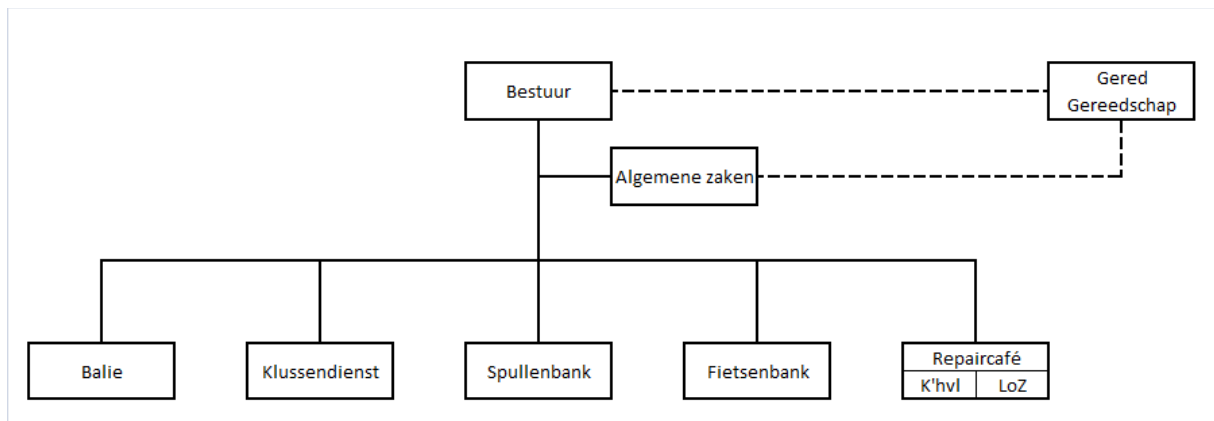 Bestuur
Gered
Gereedschap
Algemene zaken
Balie
Klussendienst
Spullenbank
Fietsenbank
Repaircafé
K'hvl
LoZ